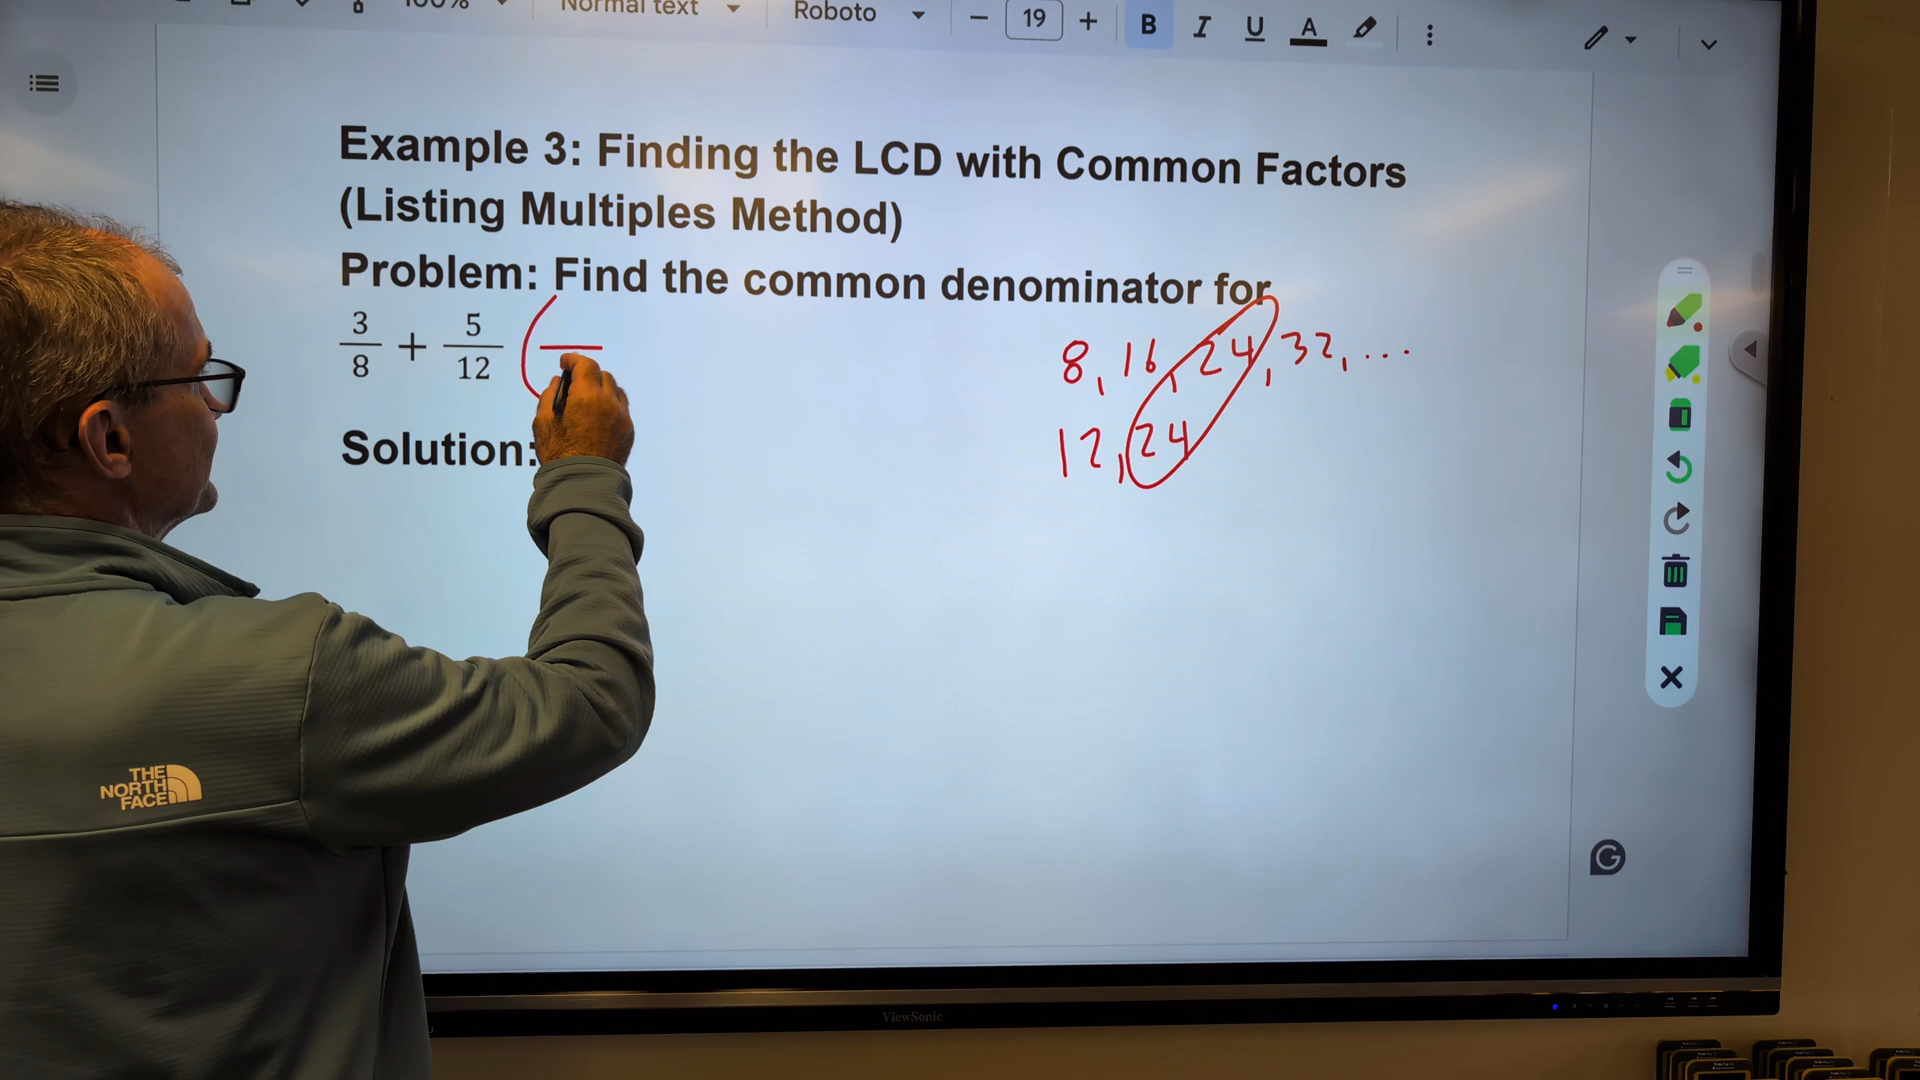 100%
Normal text
Roboto
19
B I U A
Example 3: Finding the LCD with Common Factors
(Listing Multiples Method)
Problem: Find the common denominator for
3/8 + 5/12 (
8, 16, 24, 32, ...
12, 24
Solution:
THE
NORTH
FACE
ViewSonic